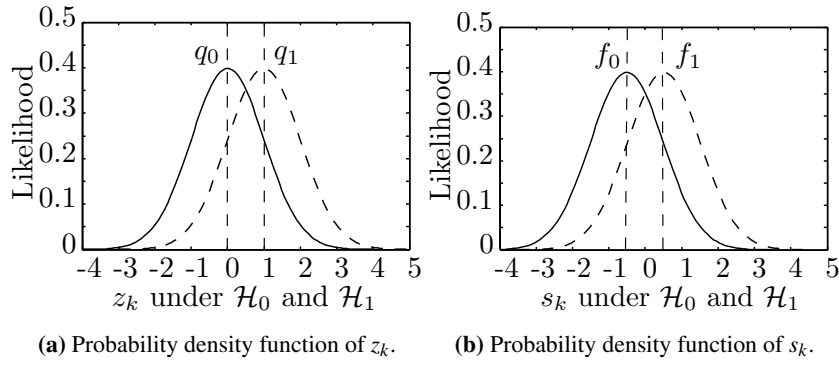 0.5
0.4
0.3
0.2
0.1
0
Likelihood
q₀ q₁
-4 -3 -2 -1 0 1 2 3 4 5
zₖ under ℋ₀ and ℋ₁
(a) Probability density function of zₖ.
0.5
0.4
0.3
0.2
0.1
0
Likelihood
f₀ f₁
-4 -3 -2 -1 0 1 2 3 4 5
sₖ under ℋ₀ and ℋ₁
(b) Probability density function of sₖ.